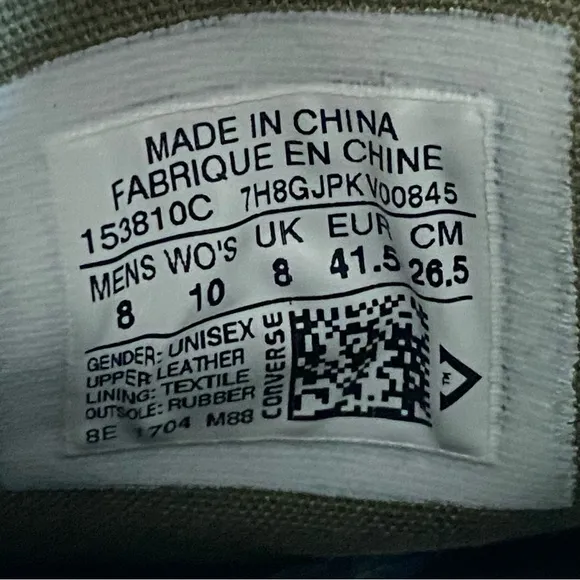 MADE IN CHINA
FABRIQUE EN CHINE
153810C 7H8GJPKV00845
MENS WO'S UK EUR CM
8 10 8 41.5 26.5
GENDER: UNISEX
UPPER: LEATHER
LINING: TEXTILE
OUTSOLE: RUBBER
8E 1704 M88
CONVERSE